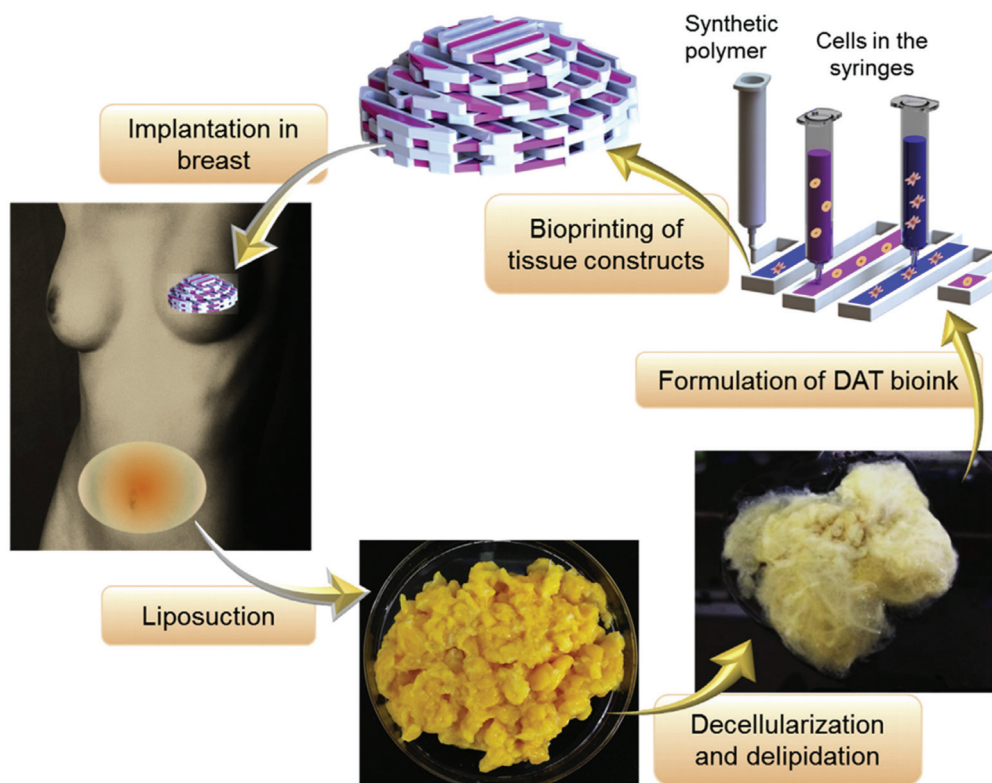 Synthetic
polymer
Cells in the
syringes
Implantation in
breast
Bioprinting of
tissue constructs
Formulation of DAT bioink
Liposuction
Decellularization
and delipidation